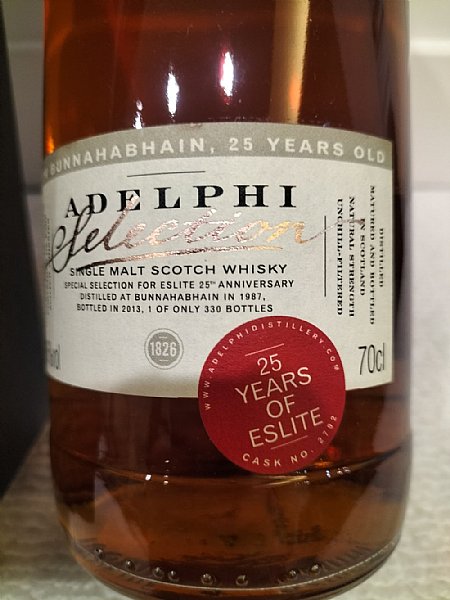 BUNNAHABHAIN, 25 YEARS OLD
ADELPHI
Selection
SINGLE MALT SCOTCH WHISKY
SPECIAL SELECTION FOR ESLITE 25TH ANNIVERSARY
DISTILLED AT BUNNAHABHAIN IN 1987,
BOTTLED IN 2013, 1 OF ONLY 330 BOTTLES
1826
DISTILLED
MATURED AND BOTTLED
IN SCOTLAND
NATURAL STRENGTH
UNCHILL-FILTERED
70cl
WWW.ADELPHIDISTILLERY.COM
25
YEARS
OF
ESLITE
CASK NO. 2792